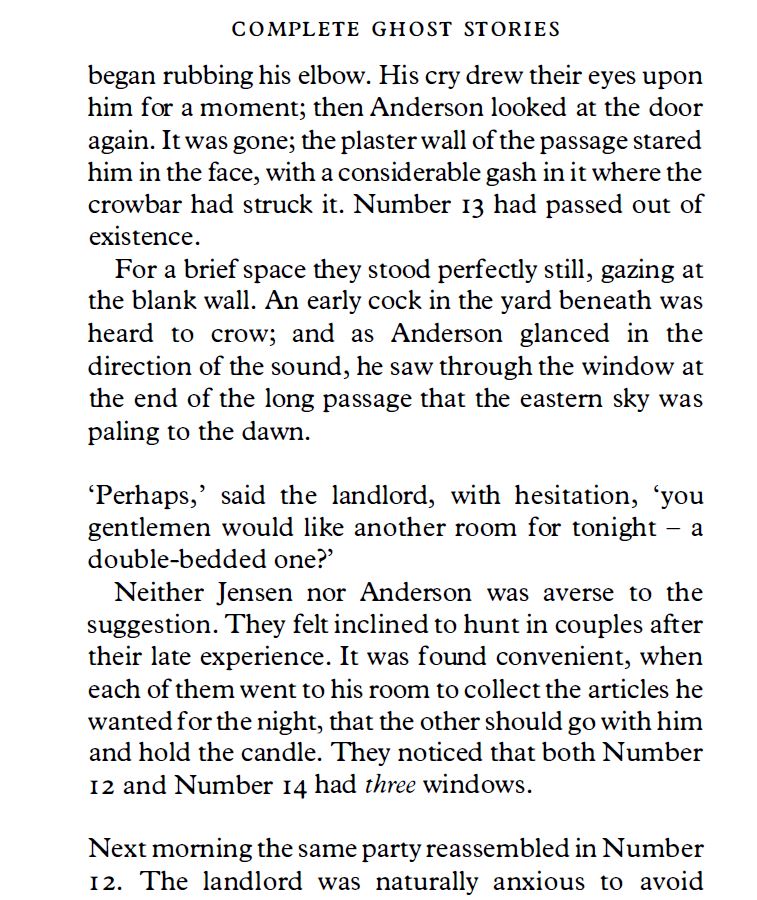 COMPLETE GHOST STORIES
began rubbing his elbow. His cry drew their eyes upon
him for a moment; then Anderson looked at the door
again. It was gone; the plaster wall of the passage stared
him in the face, with a considerable gash in it where the
crowbar had struck it. Number 13 had passed out of
existence.
For a brief space they stood perfectly still, gazing at
the blank wall. An early cock in the yard beneath was
heard to crow; and as Anderson glanced in the
direction of the sound, he saw through the window at
the end of the long passage that the eastern sky was
paling to the dawn.
‘Perhaps,’ said the landlord, with hesitation, ‘you
gentlemen would like another room for tonight – a
double-bedded one?’
Neither Jensen nor Anderson was averse to the
suggestion. They felt inclined to hunt in couples after
their late experience. It was found convenient, when
each of them went to his room to collect the articles he
wanted for the night, that the other should go with him
and hold the candle. They noticed that both Number
12 and Number 14 had three windows.
Next morning the same party reassembled in Number
12. The landlord was naturally anxious to avoid